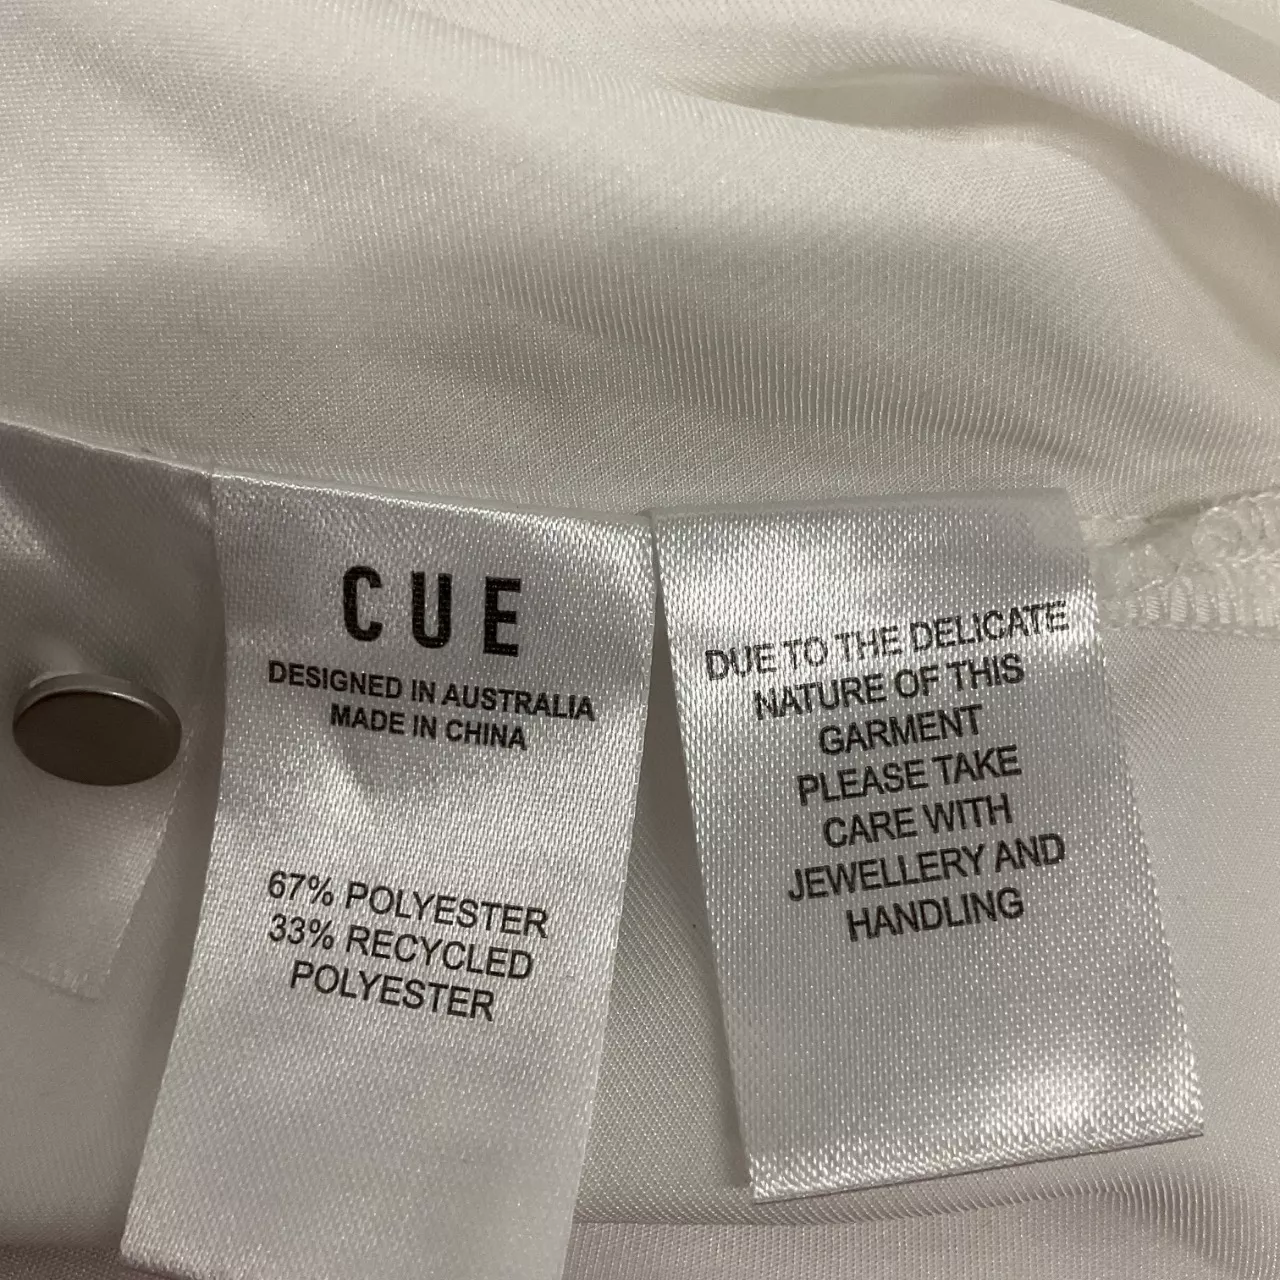 CUE
DESIGNED IN AUSTRALIA
MADE IN CHINA
67% POLYESTER
33% RECYCLED
POLYESTER
DUE TO THE DELICATE
NATURE OF THIS
GARMENT
PLEASE TAKE
CARE WITH
JEWELLERY AND
HANDLING